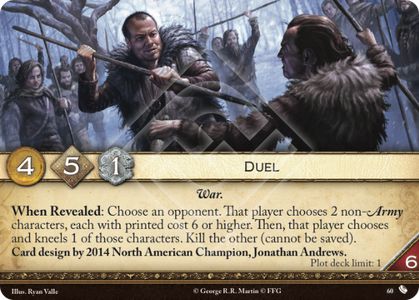 4 5 1 DUEL
War.
When Revealed: Choose an opponent. That player chooses 2 non-Army
characters, each with printed cost 6 or higher. Then, that player chooses
and kneels 1 of those characters. Kill the other (cannot be saved).
Card design by 2014 North American Champion, Jonathan Andrews.
Plot deck limit: 1
6
Illus. Ryan Valle © George R.R. Martin © FFG 60